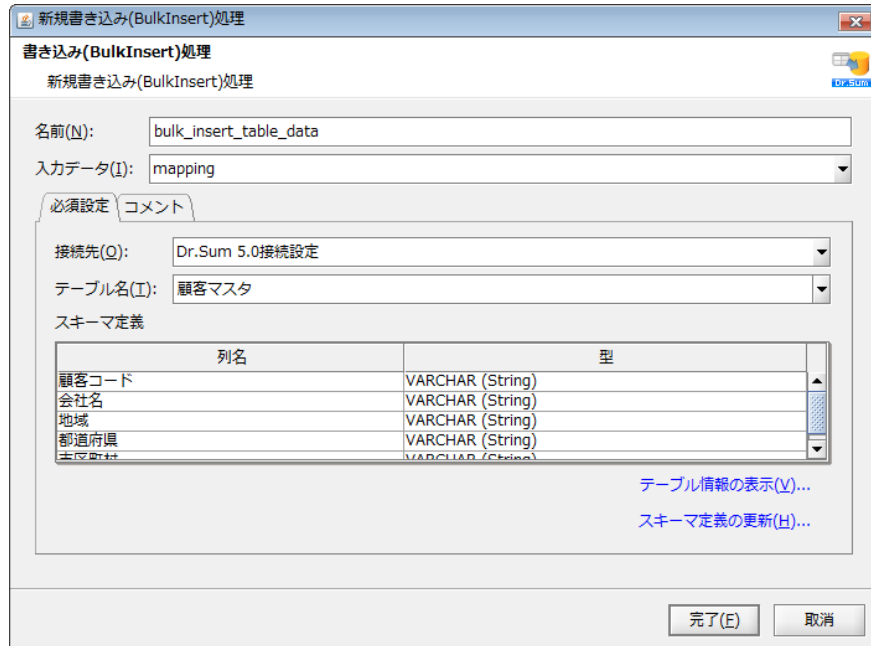 新規書き込み(BulkInsert)処理
書き込み(BulkInsert)処理
新規書き込み(BulkInsert)処理
Dr.Sum
名前(N): bulk_insert_table_data
入力データ(I): mapping
必須設定 コメント
接続先(O): Dr.Sum 5.0接続設定
テーブル名(T): 顧客マスタ
スキーマ定義
列名 型
顧客コード VARCHAR (String)
会社名 VARCHAR (String)
地域 VARCHAR (String)
都道府県 VARCHAR (String)
市区町村 VARCHAR (String)
テーブル情報の表示(V)...
スキーマ定義の更新(H)...
完了(F) 取消